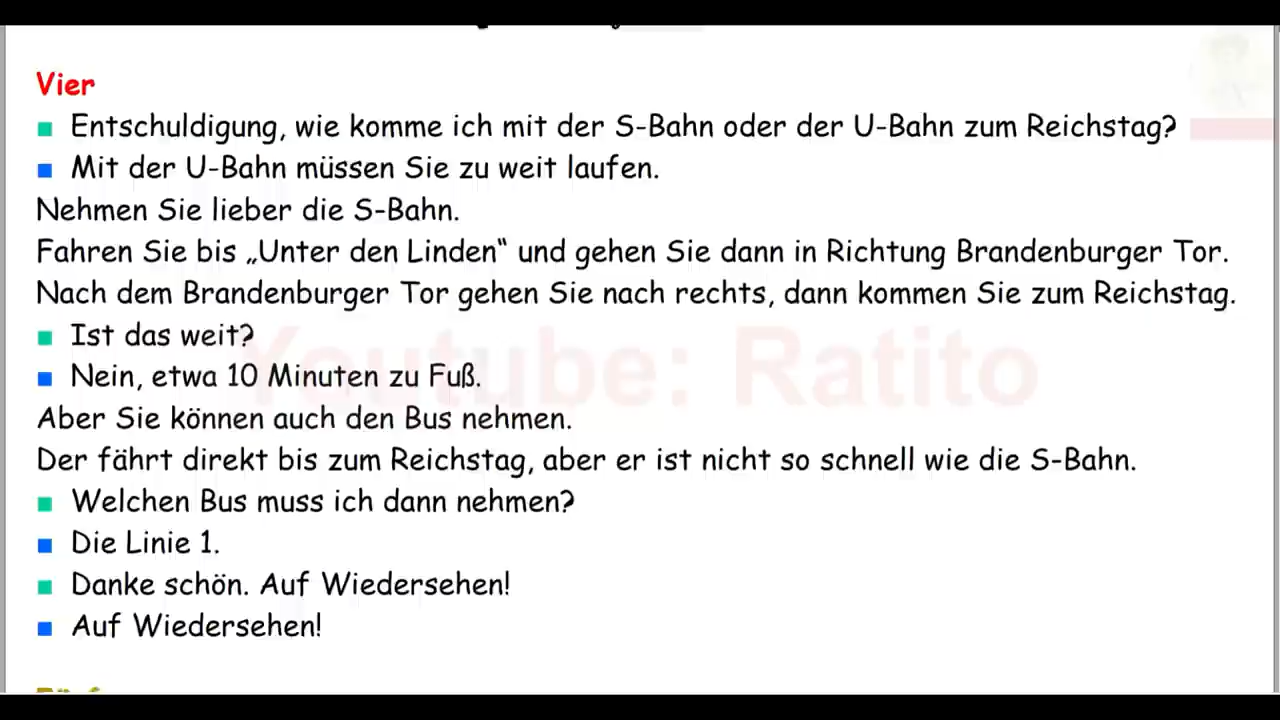 Vier
Entschuldigung, wie komme ich mit der S-Bahn oder der U-Bahn zum Reichstag?
Mit der U-Bahn müssen Sie zu weit laufen.
Nehmen Sie lieber die S-Bahn.
Fahren Sie bis „Unter den Linden“ und gehen Sie dann in Richtung Brandenburger Tor.
Nach dem Brandenburger Tor gehen Sie nach rechts, dann kommen Sie zum Reichstag.
Ist das weit?
Youtube: Ratito
Nein, etwa 10 Minuten zu Fuß.
Aber Sie können auch den Bus nehmen.
Der fährt direkt bis zum Reichstag, aber er ist nicht so schnell wie die S-Bahn.
Welchen Bus muss ich dann nehmen?
Die Linie 1.
Danke schön. Auf Wiedersehen!
Auf Wiedersehen!